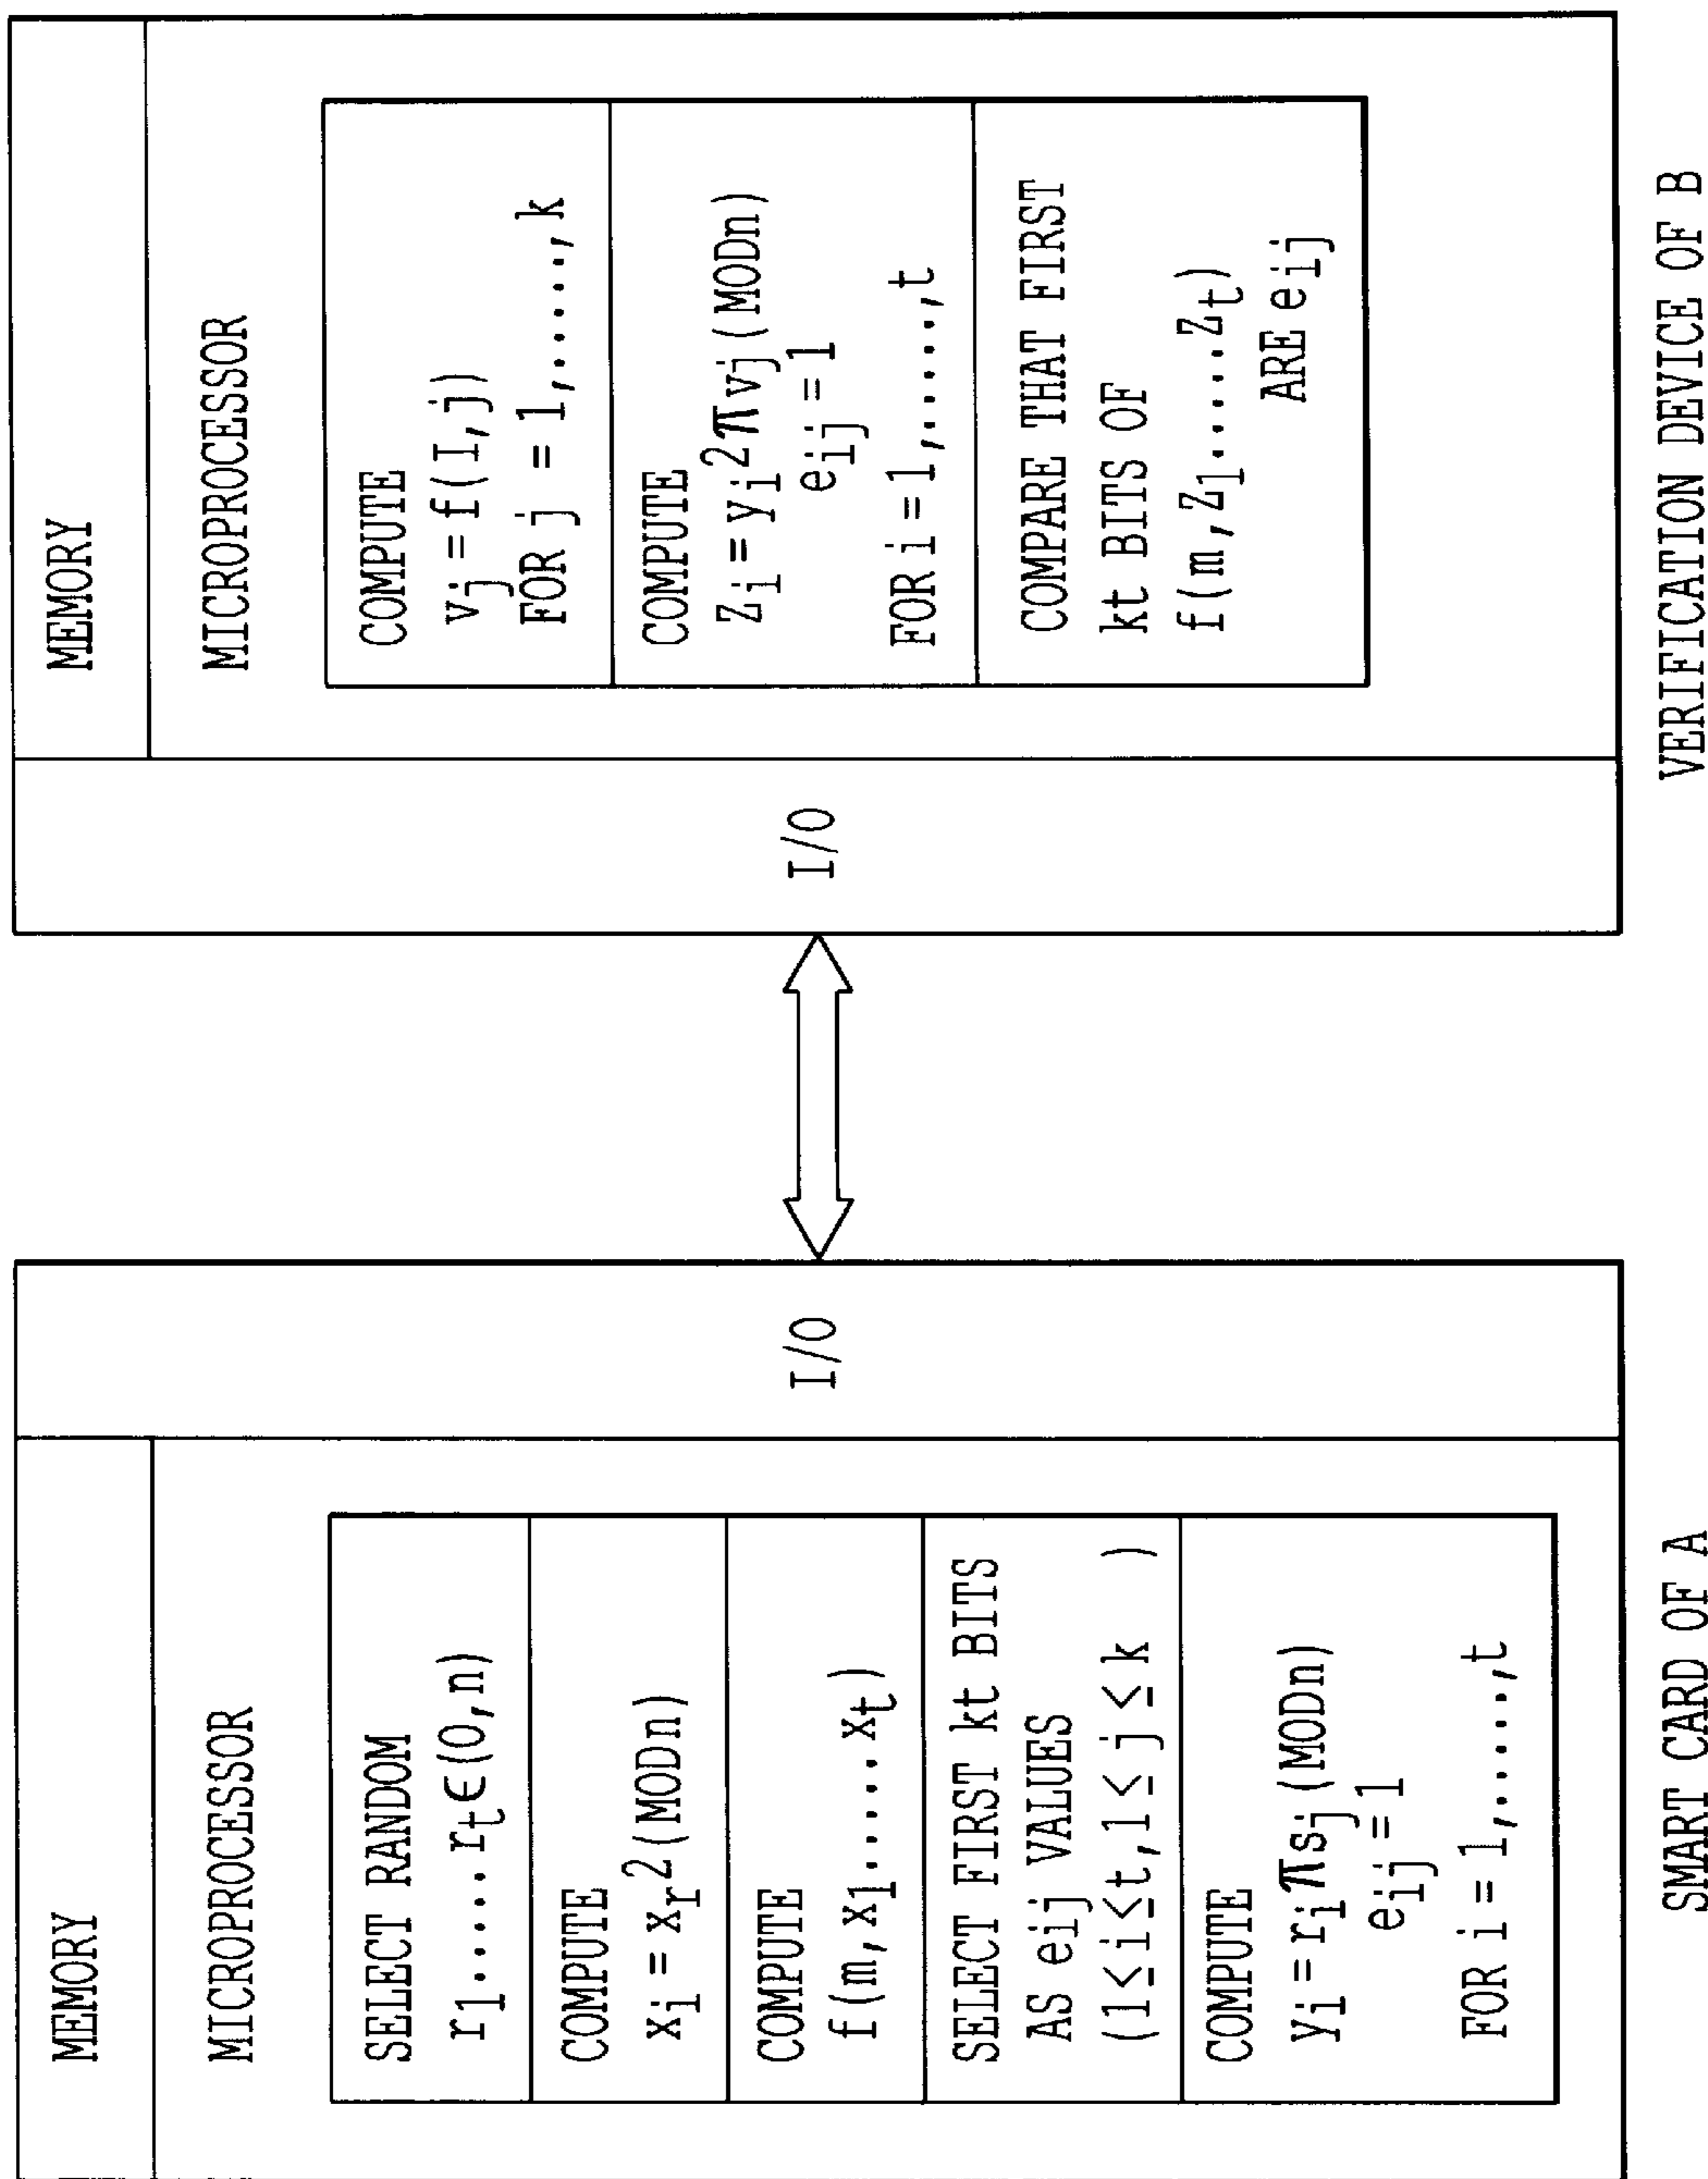 MEMORY
MICROPROCESSOR
SELECT RANDOM
r1.....rt∈(0,n)
COMPUTE
xi = xr2(MODn)
COMPUTE
f(m,x1......xt)
SELECT FIRST kt BITS
AS eij VALUES
(1≤i≤t,1≤j≤k )
COMPUTE
yi = ri πsj (MODn)
eij = 1
FOR i = 1,......,t
I/O
SMART CARD OF A
MEMORY
MICROPROCESSOR
COMPUTE
vj = f(I,j)
FOR j = 1,......,k
COMPUTE
Zi = yi2 πvj (MODn)
eij = 1
FOR i = 1,......,t
COMPARE THAT FIRST
kt BITS OF
f(m,Z1......Zt)
ARE eij
I/O
VERIFICATION DEVICE OF B